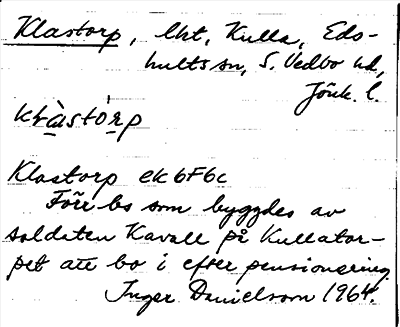 Klastorp, lht, Kulla, Eds-
hults sn, S. Vedbo hd,
Jönk. l.
klàstór̠p
Klastorp ek 6F6c
Förr bs som byggdes av
soldaten Kavall på Kullator-
pet att bo i efter pensionering.
Inger Danielsson 1964.